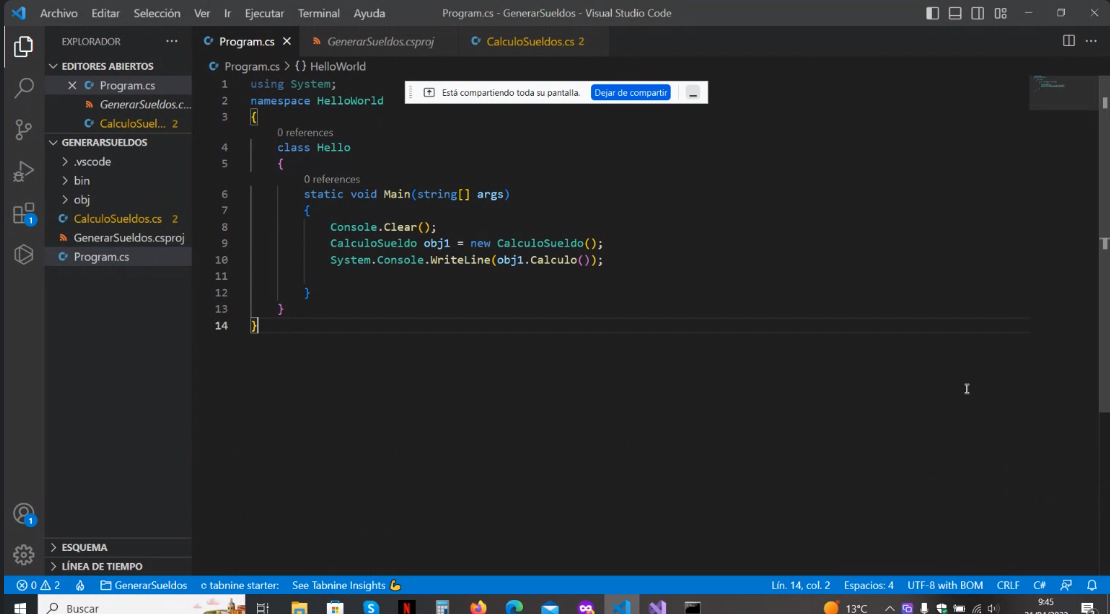 Archivo Editar Selección Ver Ir Ejecutar Terminal Ayuda Program.cs - GenerarSueldos - Visual Studio Code
EXPLORADOR
EDITORES ABIERTOS
Program.cs
GenerarSueldos.c...
CalculoSuel... 2
GENERARSUELDOS
.vscode
bin
obj
CalculoSueldos.cs 2
GenerarSueldos.csproj
Program.cs
ESQUEMA
LÍNEA DE TIEMPO
1
1
Program.cs GenerarSueldos.csproj CalculoSueldos.cs 2
Program.cs > {} HelloWorld
Está compartiendo toda su pantalla. Dejar de compartir
1 using System;
2 namespace HelloWorld
3 {
0 references
4 class Hello
5 {
0 references
6 static void Main(string[] args)
7 {
8 Console.Clear();
9 CalculoSueldo obj1 = new CalculoSueldo();
10 System.Console.WriteLine(obj1.Calculo());
11
12 }
13 }
14 }
0 2 GenerarSueldos tabnine starter: See Tabnine Insights Lín. 14, col. 2 Espacios: 4 UTF-8 with BOM CRLF C#
Buscar 13°C 9:45